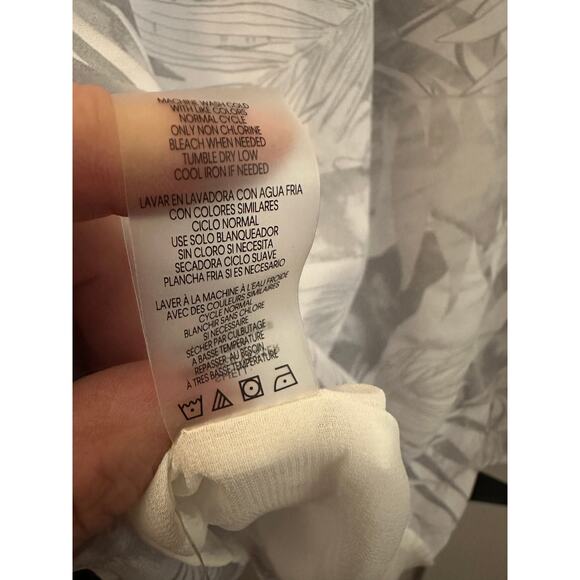 MACHINE WASH COLD
WITH LIKE COLORS
NORMAL CYCLE
ONLY NON CHLORINE
BLEACH WHEN NEEDED
TUMBLE DRY LOW
COOL IRON IF NEEDED
LAVAR EN LAVADORA CON AGUA FRIA
CON COLORES SIMILARES
CICLO NORMAL
USE SOLO BLANQUEADOR
SIN CLORO SI NECESITA
SECADORA CICLO SUAVE
PLANCHA FRIA SI ES NECESARIO
LAVER À LA MACHINE À L'EAU FROIDE
AVEC DES COULEURS SIMILAIRES
CYCLE NORMAL
BLANCHIR SANS CHLORE
SI NECESSAIRE
SÉCHER PAR CULBUTAGE
A BASSE TEMPÉRATURE
REPASSER AU BESOIN
À TRES BASSE TEMPÉRATURE